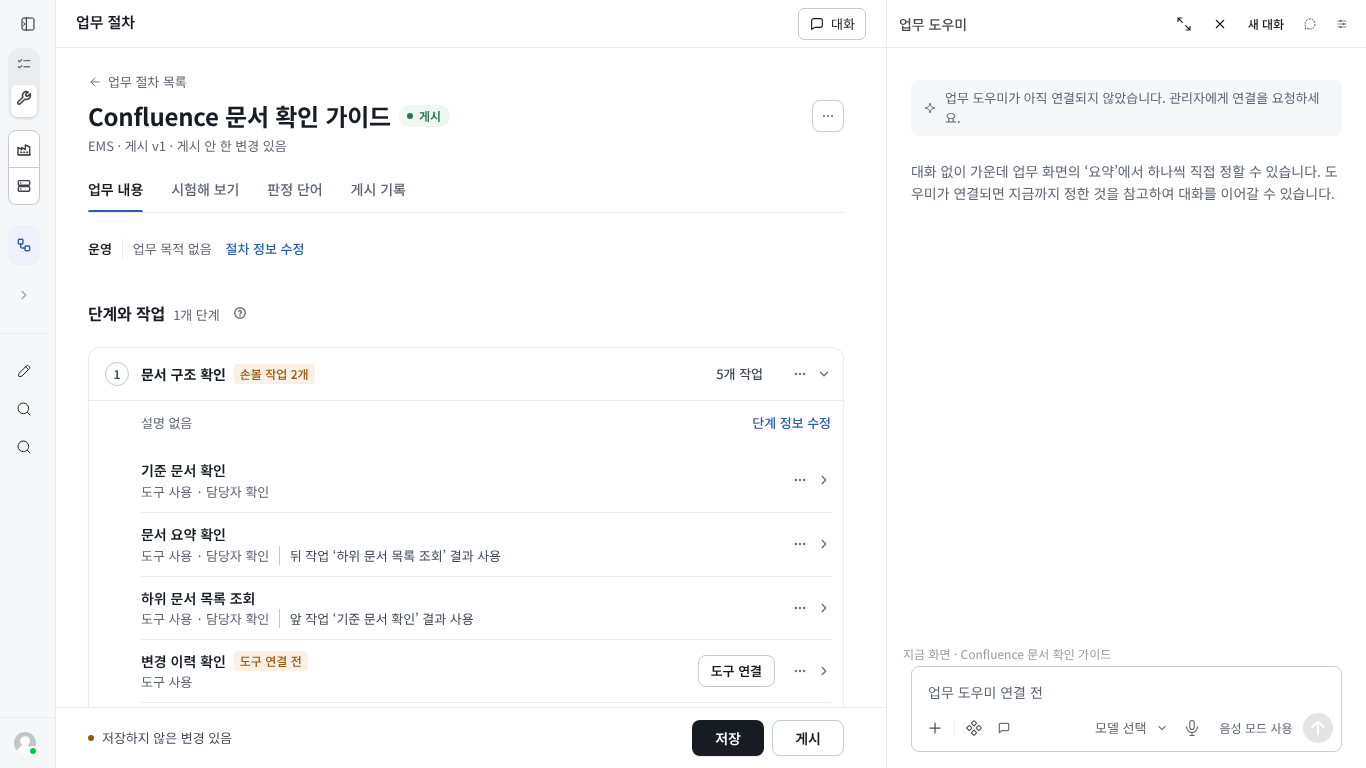 업무 절차
대화
업무 도우미
새 대화
← 업무 절차 목록
Confluence 문서 확인 가이드
게시
EMS · 게시 v1 · 게시 안 한 변경 있음
업무 내용
시험해 보기
판정 단어
게시 기록
운영
업무 목적 없음
절차 정보 수정
단계와 작업
1개 단계
1
문서 구조 확인
손볼 작업 2개
5개 작업
설명 없음
단계 정보 수정
기준 문서 확인
도구 사용 · 담당자 확인
문서 요약 확인
도구 사용 · 담당자 확인
뒤 작업 ‘하위 문서 목록 조회’ 결과 사용
하위 문서 목록 조회
도구 사용 · 담당자 확인
앞 작업 ‘기준 문서 확인’ 결과 사용
변경 이력 확인
도구 연결 전
도구 사용
도구 연결
저장하지 않은 변경 있음
저장
게시
업무 도우미가 아직 연결되지 않았습니다. 관리자에게 연결을 요청하세
요.
대화 없이 가운데 업무 화면의 ‘요약’에서 하나씩 직접 정할 수 있습니다. 도
우미가 연결되면 지금까지 정한 것을 참고하여 대화를 이어갈 수 있습니다.
지금 화면 · Confluence 문서 확인 가이드
업무 도우미 연결 전
모델 선택
음성 모드 사용